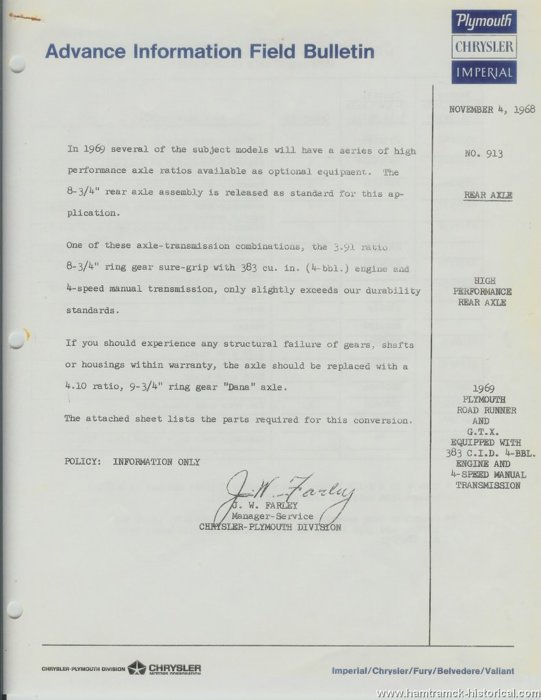 Plymouth
CHRYSLER
IMPERIAL
Advance Information Field Bulletin
NOVEMBER 4, 1968
NO. 913
REAR AXLE
HIGH
PERFORMANCE
REAR AXLE
1969
PLYMOUTH
ROAD RUNNER
AND
G.T.X.
EQUIPPED WITH
383 C.I.D. 4-BBL.
ENGINE AND
4-SPEED MANUAL
TRANSMISSION
In 1969 several of the subject models will have a series of high
performance axle ratios available as optional equipment. The
8-3/4" rear axle assembly is released as standard for this ap-
plication.
One of these axle-transmission combinations, the 3.91 ratio
8-3/4" ring gear sure-grip with 383 cu. in. (4-bbl.) engine and
4-speed manual transmission, only slightly exceeds our durability
standards.
If you should experience any structural failure of gears, shafts
or housings within warranty, the axle should be replaced with a
4.10 ratio, 9-3/4" ring gear "Dana" axle.
The attached sheet lists the parts required for this conversion.
POLICY: INFORMATION ONLY
J.W. Farley
J. W. FARLEY
Manager-Service
CHRYSLER-PLYMOUTH DIVISION
CHRYSLER-PLYMOUTH DIVISION
CHRYSLER
MOTORS CORPORATION
Imperial/Chrysler/Fury/Belvedere/Valiant
www.hamtramck-historical.com